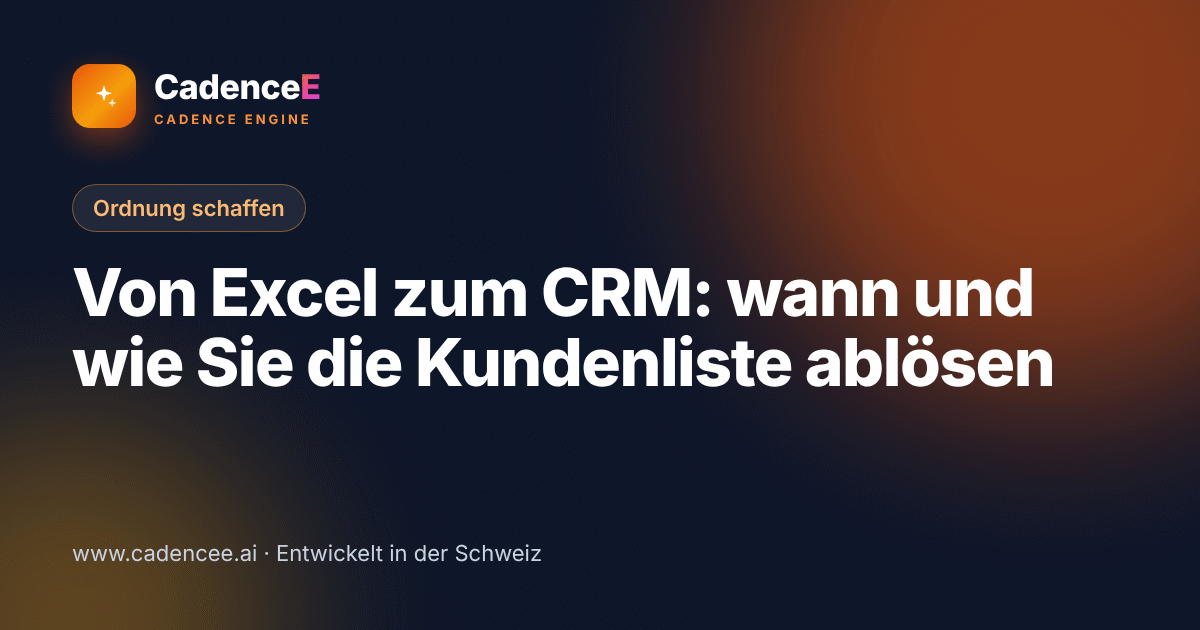 CadenceE
CADENCE ENGINE
Ordnung schaffen
Von Excel zum CRM: wann und
wie Sie die Kundenliste ablösen
www.cadencee.ai · Entwickelt in der Schweiz